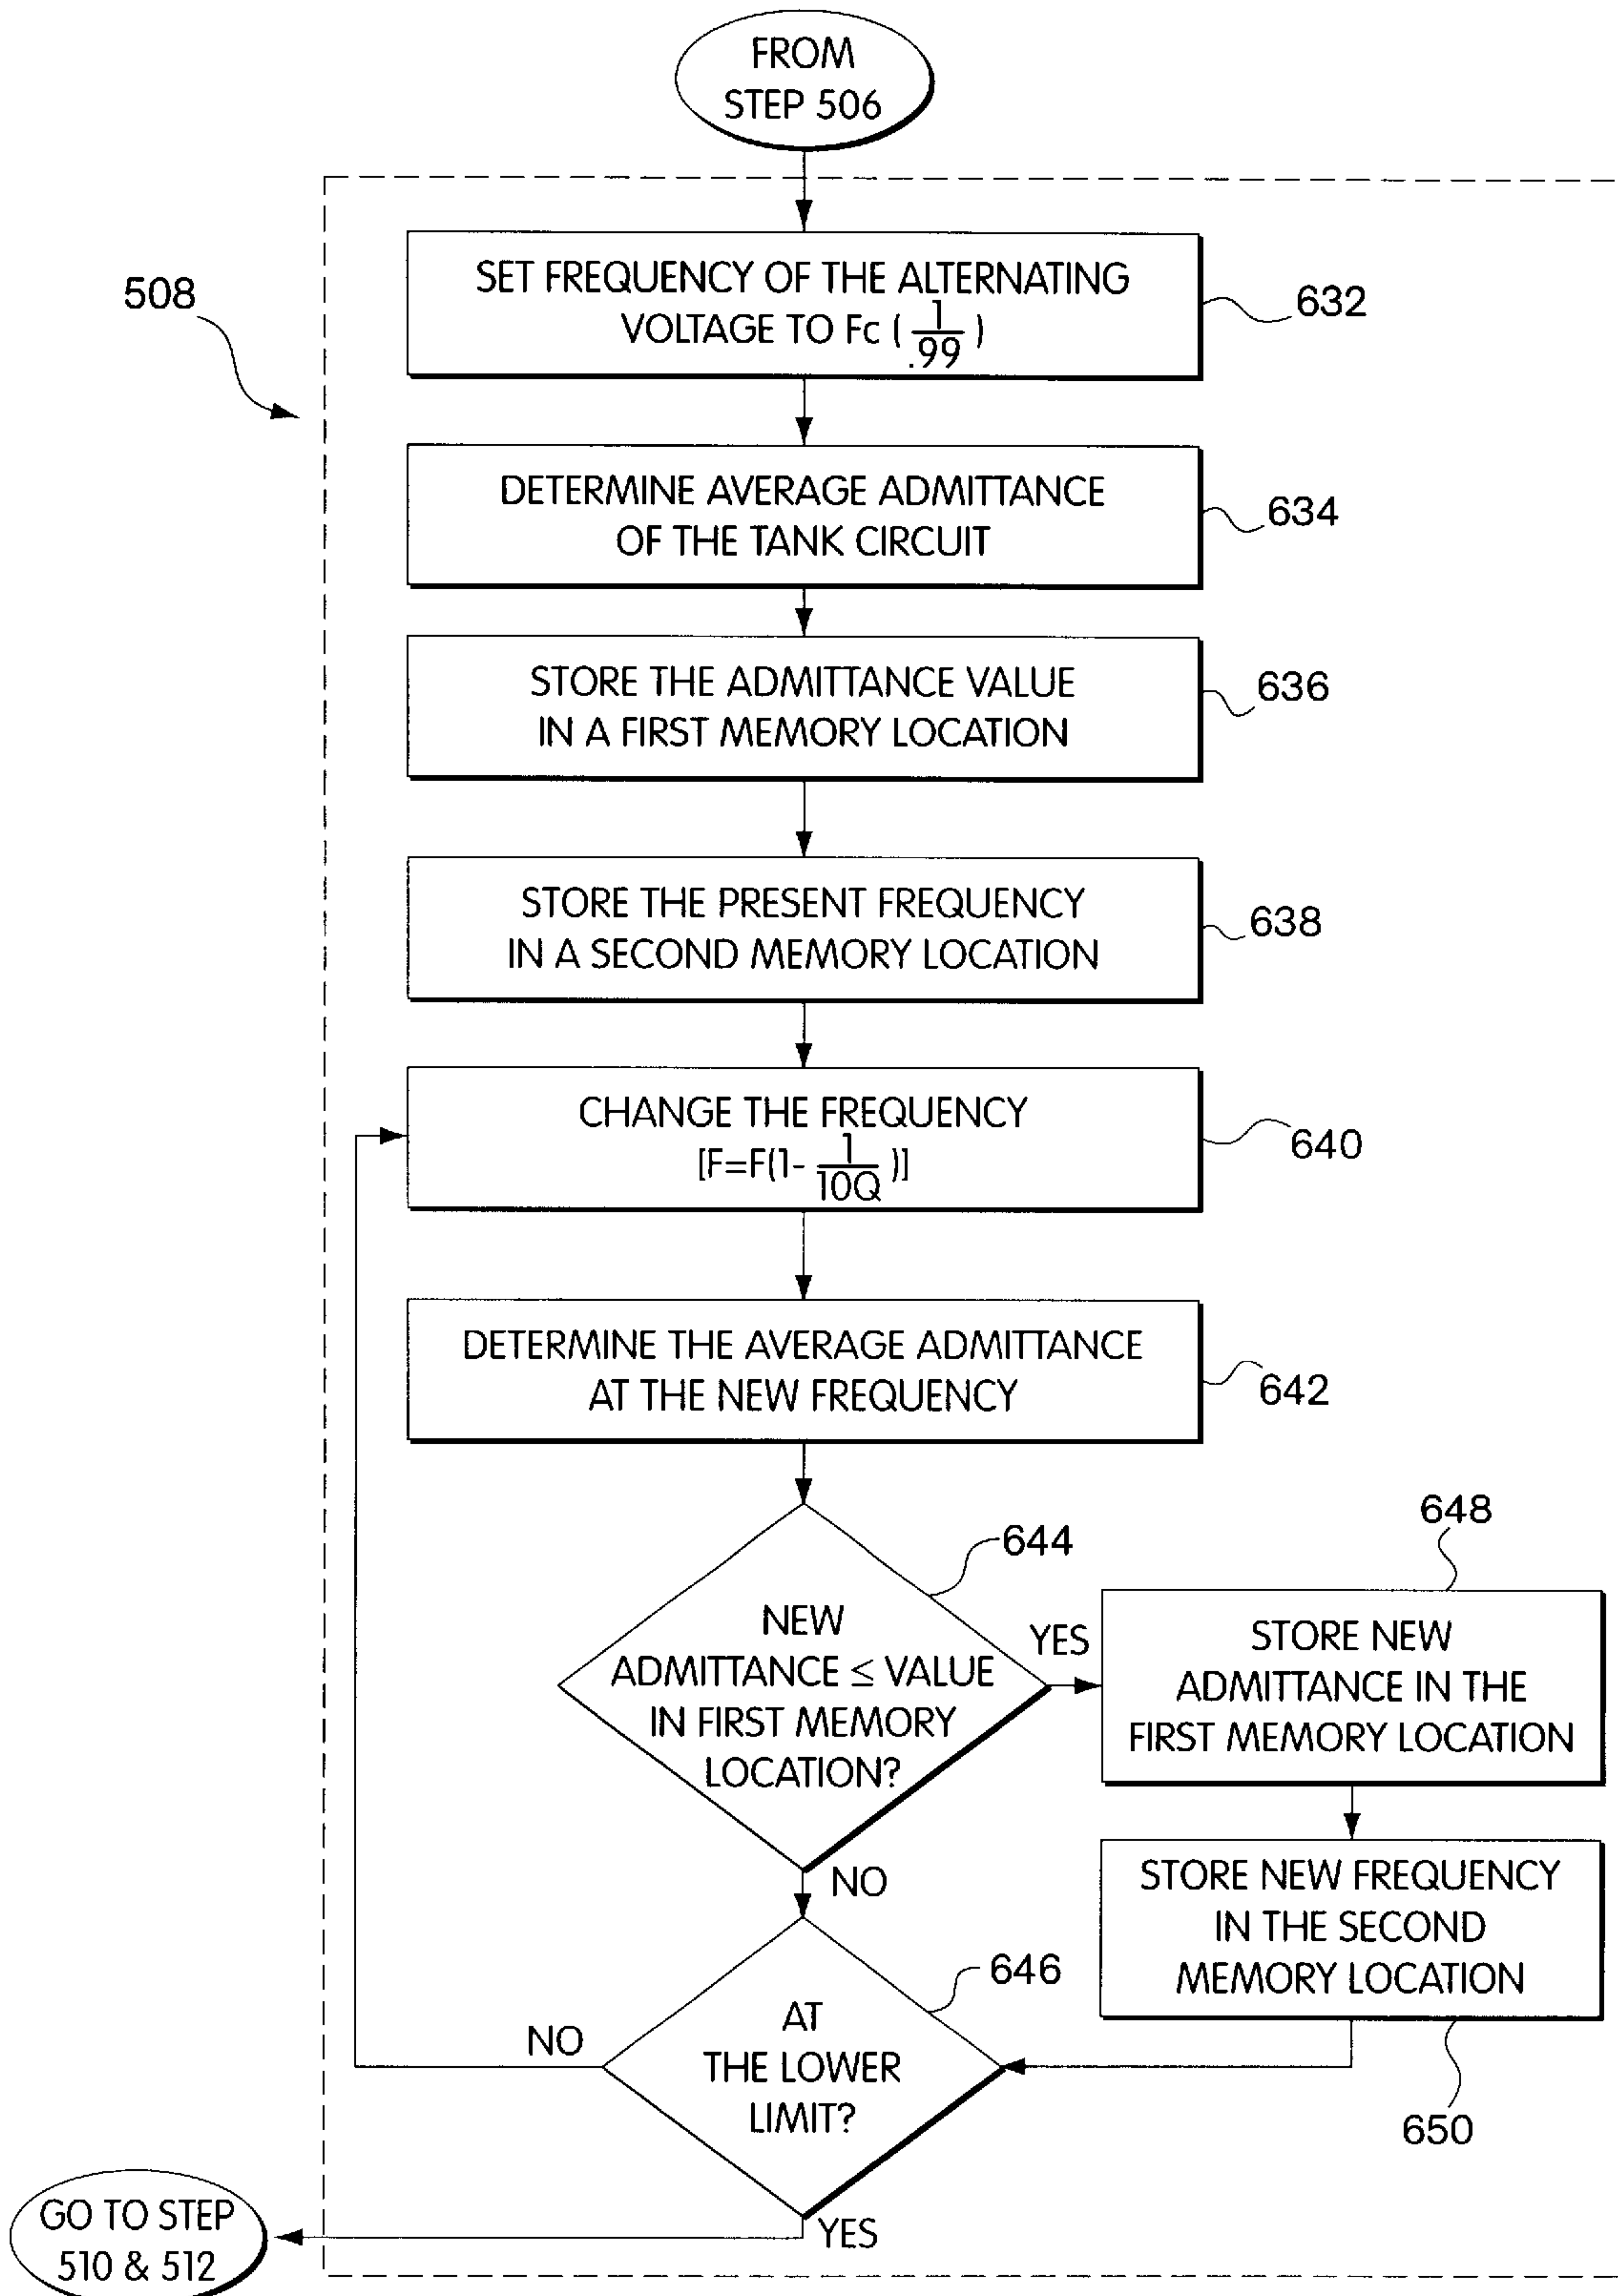 FROM
STEP 506
508
SET FREQUENCY OF THE ALTERNATING
VOLTAGE TO Fc ( 1/.99 )
632
DETERMINE AVERAGE ADMITTANCE
OF THE TANK CIRCUIT
634
STORE THE ADMITTANCE VALUE
IN A FIRST MEMORY LOCATION
636
STORE THE PRESENT FREQUENCY
IN A SECOND MEMORY LOCATION
638
CHANGE THE FREQUENCY
[F=F(1- 1/10Q )]
640
DETERMINE THE AVERAGE ADMITTANCE
AT THE NEW FREQUENCY
642
644
NEW
ADMITTANCE ≤ VALUE
IN FIRST MEMORY
LOCATION?
YES
NO
648
STORE NEW
ADMITTANCE IN THE
FIRST MEMORY LOCATION
STORE NEW FREQUENCY
IN THE SECOND
MEMORY LOCATION
650
646
AT
THE LOWER
LIMIT?
NO
YES
GO TO STEP
510 & 512